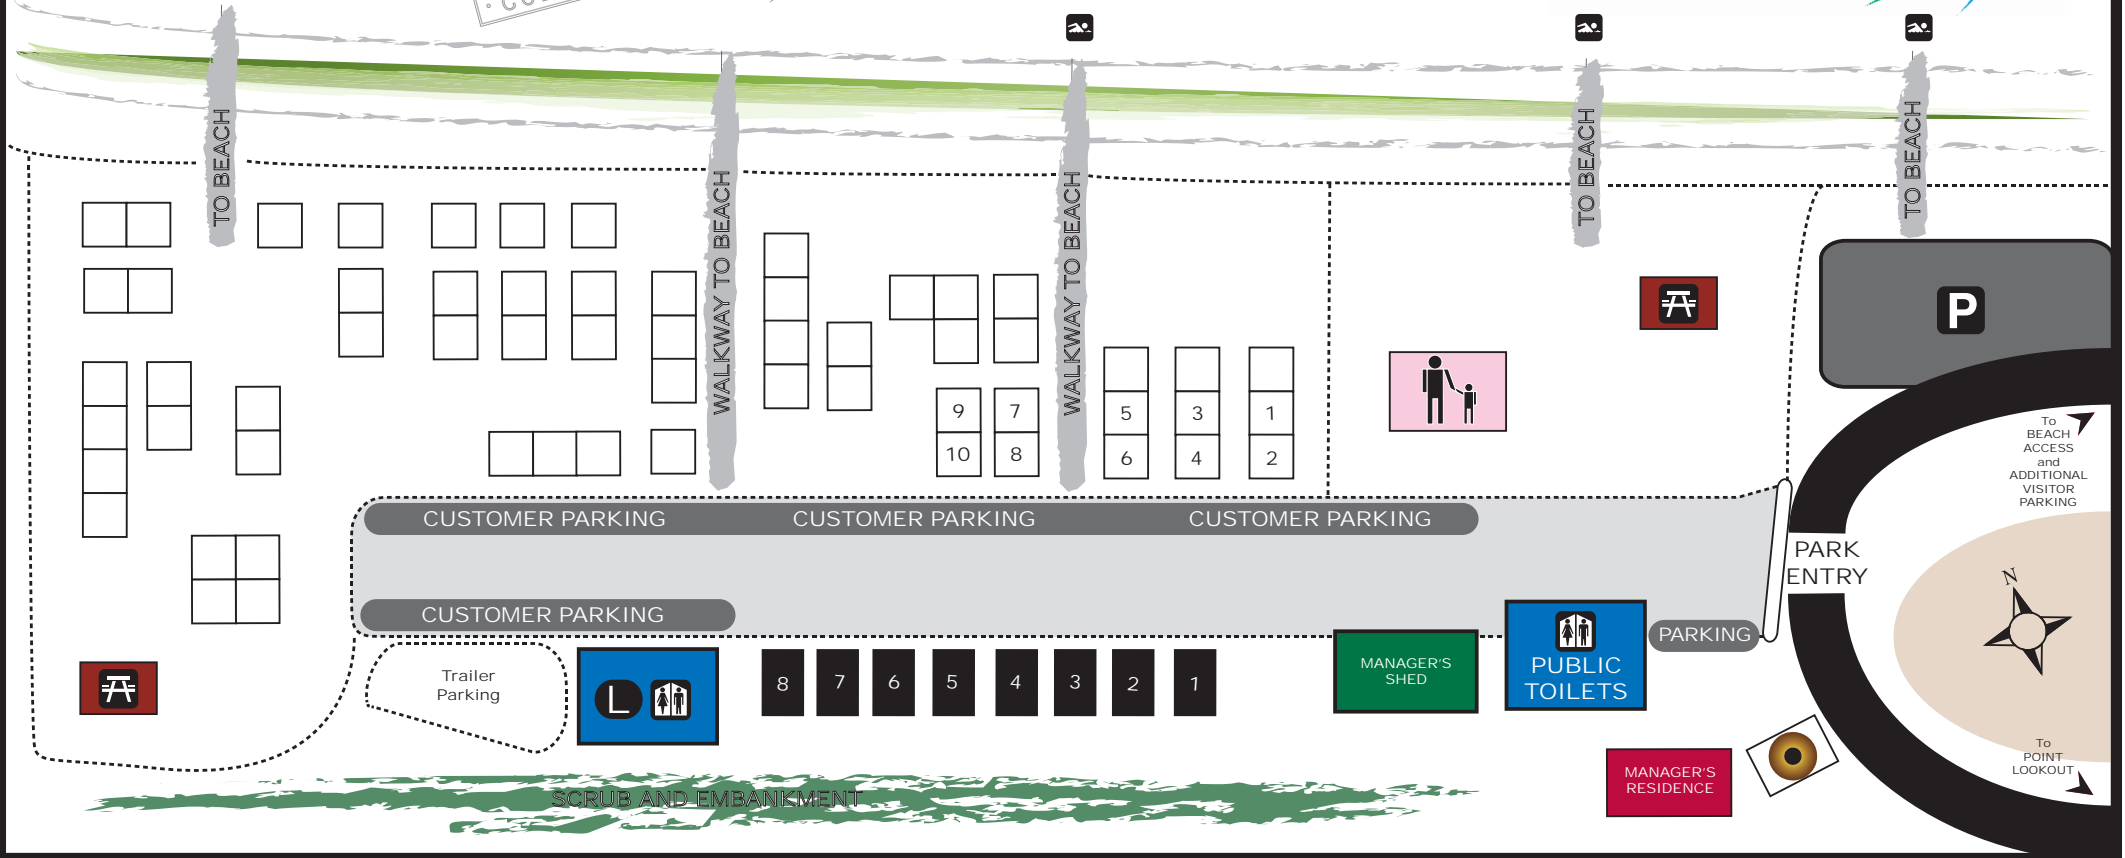 TO BEACH
WALKWAY TO BEACH
WALKWAY TO BEACH
TO BEACH
TO BEACH
P
9
7
5
3
1
10
8
6
4
2
To
BEACH
ACCESS
and
ADDITIONAL
VISITOR
PARKING
CUSTOMER PARKING
CUSTOMER PARKING
CUSTOMER PARKING
PARK
ENTRY
N
CUSTOMER PARKING
PARKING
Trailer
Parking
L
8
7
6
5
4
3
2
1
MANAGER'S
SHED
PUBLIC
TOILETS
To
POINT
LOOKOUT
MANAGER'S
RESIDENCE
SCRUB AND EMBANKMENT